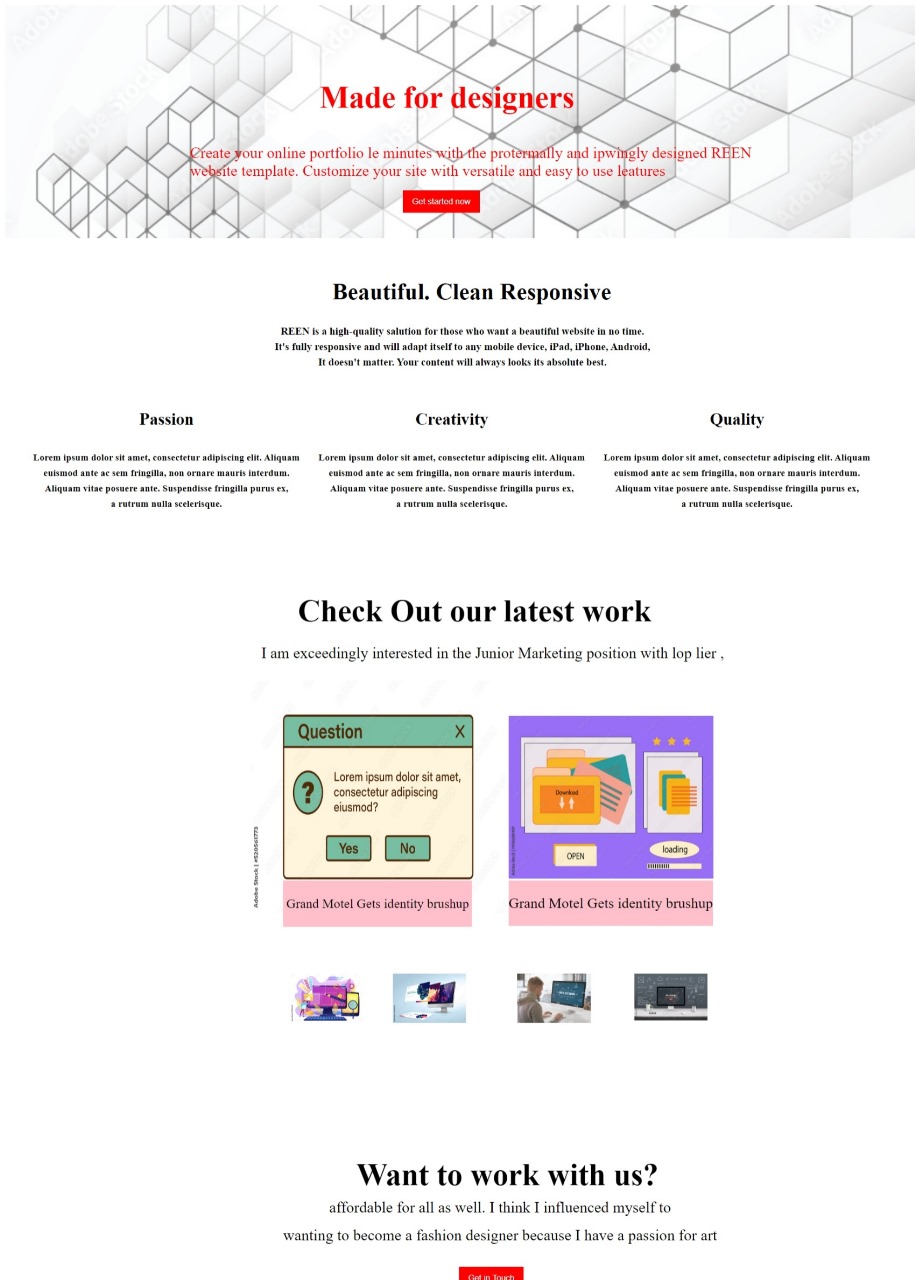 Made for designers
Create your online portfolio le minutes with the protermally and ipwingly designed REEN
website template. Customize your site with versatile and easy to use leatures
Get started now
Beautiful. Clean Responsive
REEN is a high-quality salution for those who want a beautiful website in no time.
It's fully responsive and will adapt itself to any mobile device, iPad, iPhone, Android,
It doesn't matter. Your content will always looks its absolute best.
Passion
Lorem ipsum dolor sit amet, consectetur adipiscing elit. Aliquam
euismod ante ac sem fringilla, non ornare mauris interdum.
Aliquam vitae posuere ante. Suspendisse fringilla purus ex,
a rutrum nulla scelerisque.
Creativity
Lorem ipsum dolor sit amet, consectetur adipiscing elit. Aliquam
euismod ante ac sem fringilla, non ornare mauris interdum.
Aliquam vitae posuere ante. Suspendisse fringilla purus ex,
a rutrum nulla scelerisque.
Quality
Lorem ipsum dolor sit amet, consectetur adipiscing elit. Aliquam
euismod ante ac sem fringilla, non ornare mauris interdum.
Aliquam vitae posuere ante. Suspendisse fringilla purus ex,
a rutrum nulla scelerisque.
Check Out our latest work
I am exceedingly interested in the Junior Marketing position with lop lier ,
Question X
?
Lorem ipsum dolor sit amet,
consectetur adipiscing
eiusmod?
Yes No
Adobe Stock | #520561773
Grand Motel Gets identity brushup
Download
OPEN
loading
Grand Motel Gets identity brushup
Want to work with us?
affordable for all as well. I think I influenced myself to
wanting to become a fashion designer because I have a passion for art
Get in Touch